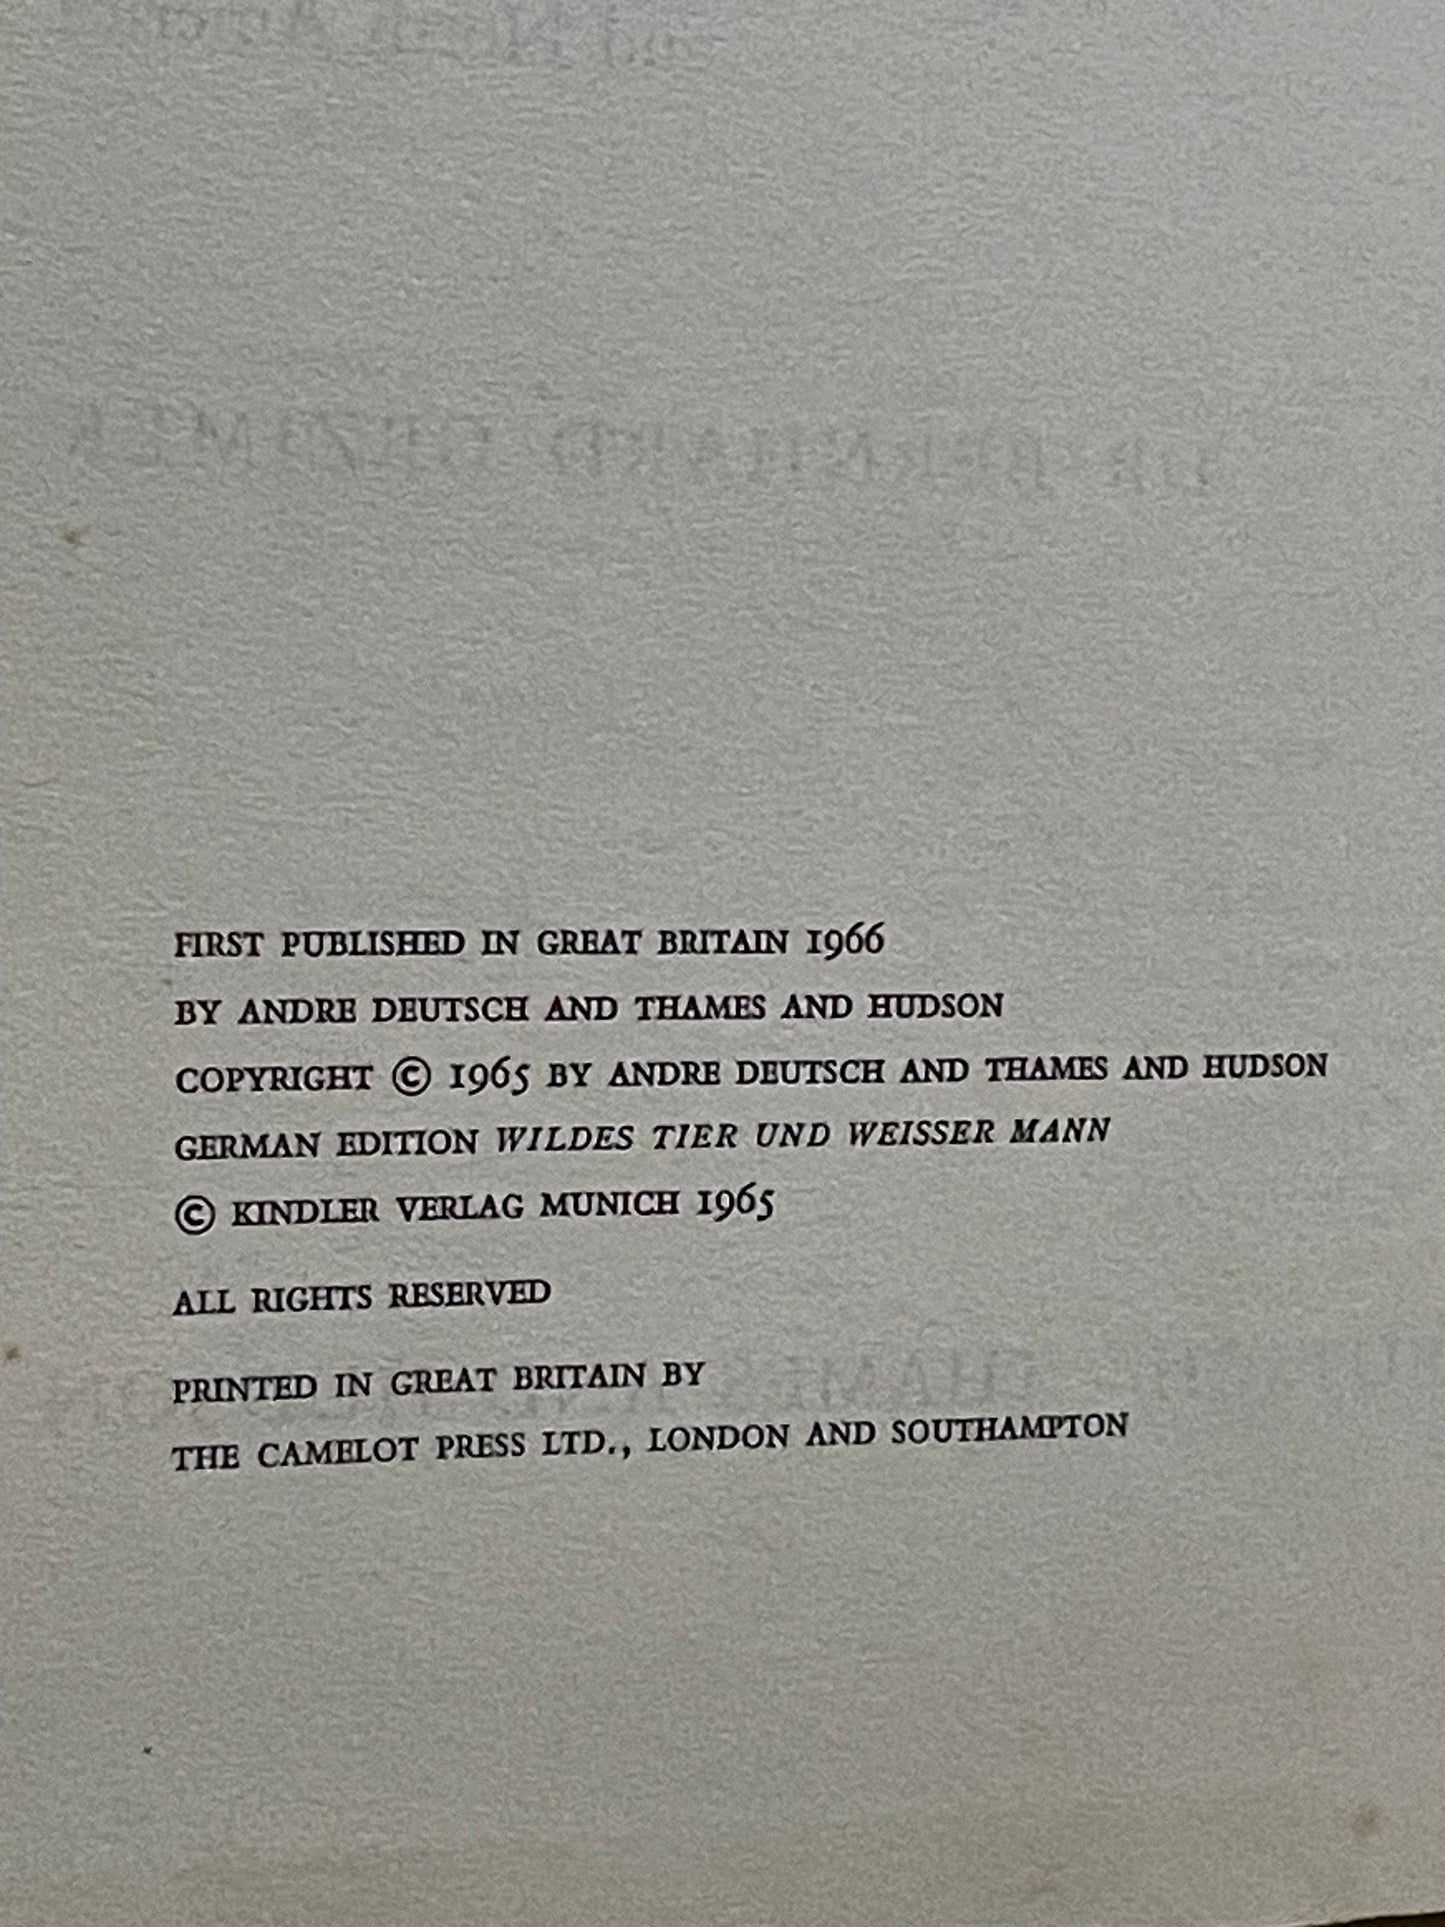 FIRST PUBLISHED IN GREAT BRITAIN 1966
BY ANDRE DEUTSCH AND THAMES AND HUDSON
COPYRIGHT © 1965 BY ANDRE DEUTSCH AND THAMES AND HUDSON
GERMAN EDITION WILDES TIER UND WEISSER MANN
© KINDLER VERLAG MUNICH 1965
ALL RIGHTS RESERVED
PRINTED IN GREAT BRITAIN BY
THE CAMELOT PRESS LTD., LONDON AND SOUTHAMPTON